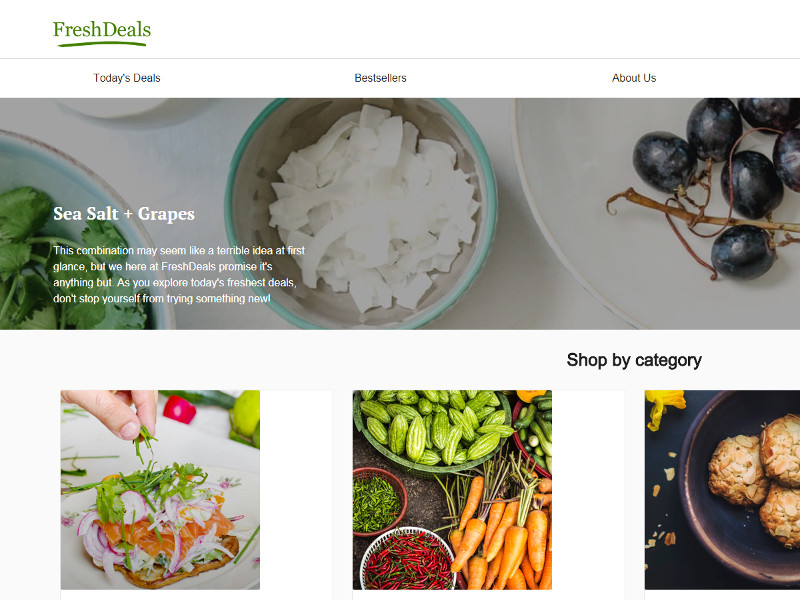 FreshDeals
Today's Deals
Bestsellers
About Us
Sea Salt + Grapes
This combination may seem like a terrible idea at first
glance, but we here at FreshDeals promise it's
anything but. As you explore today's freshest deals,
don't stop yourself from trying something new!
Shop by category